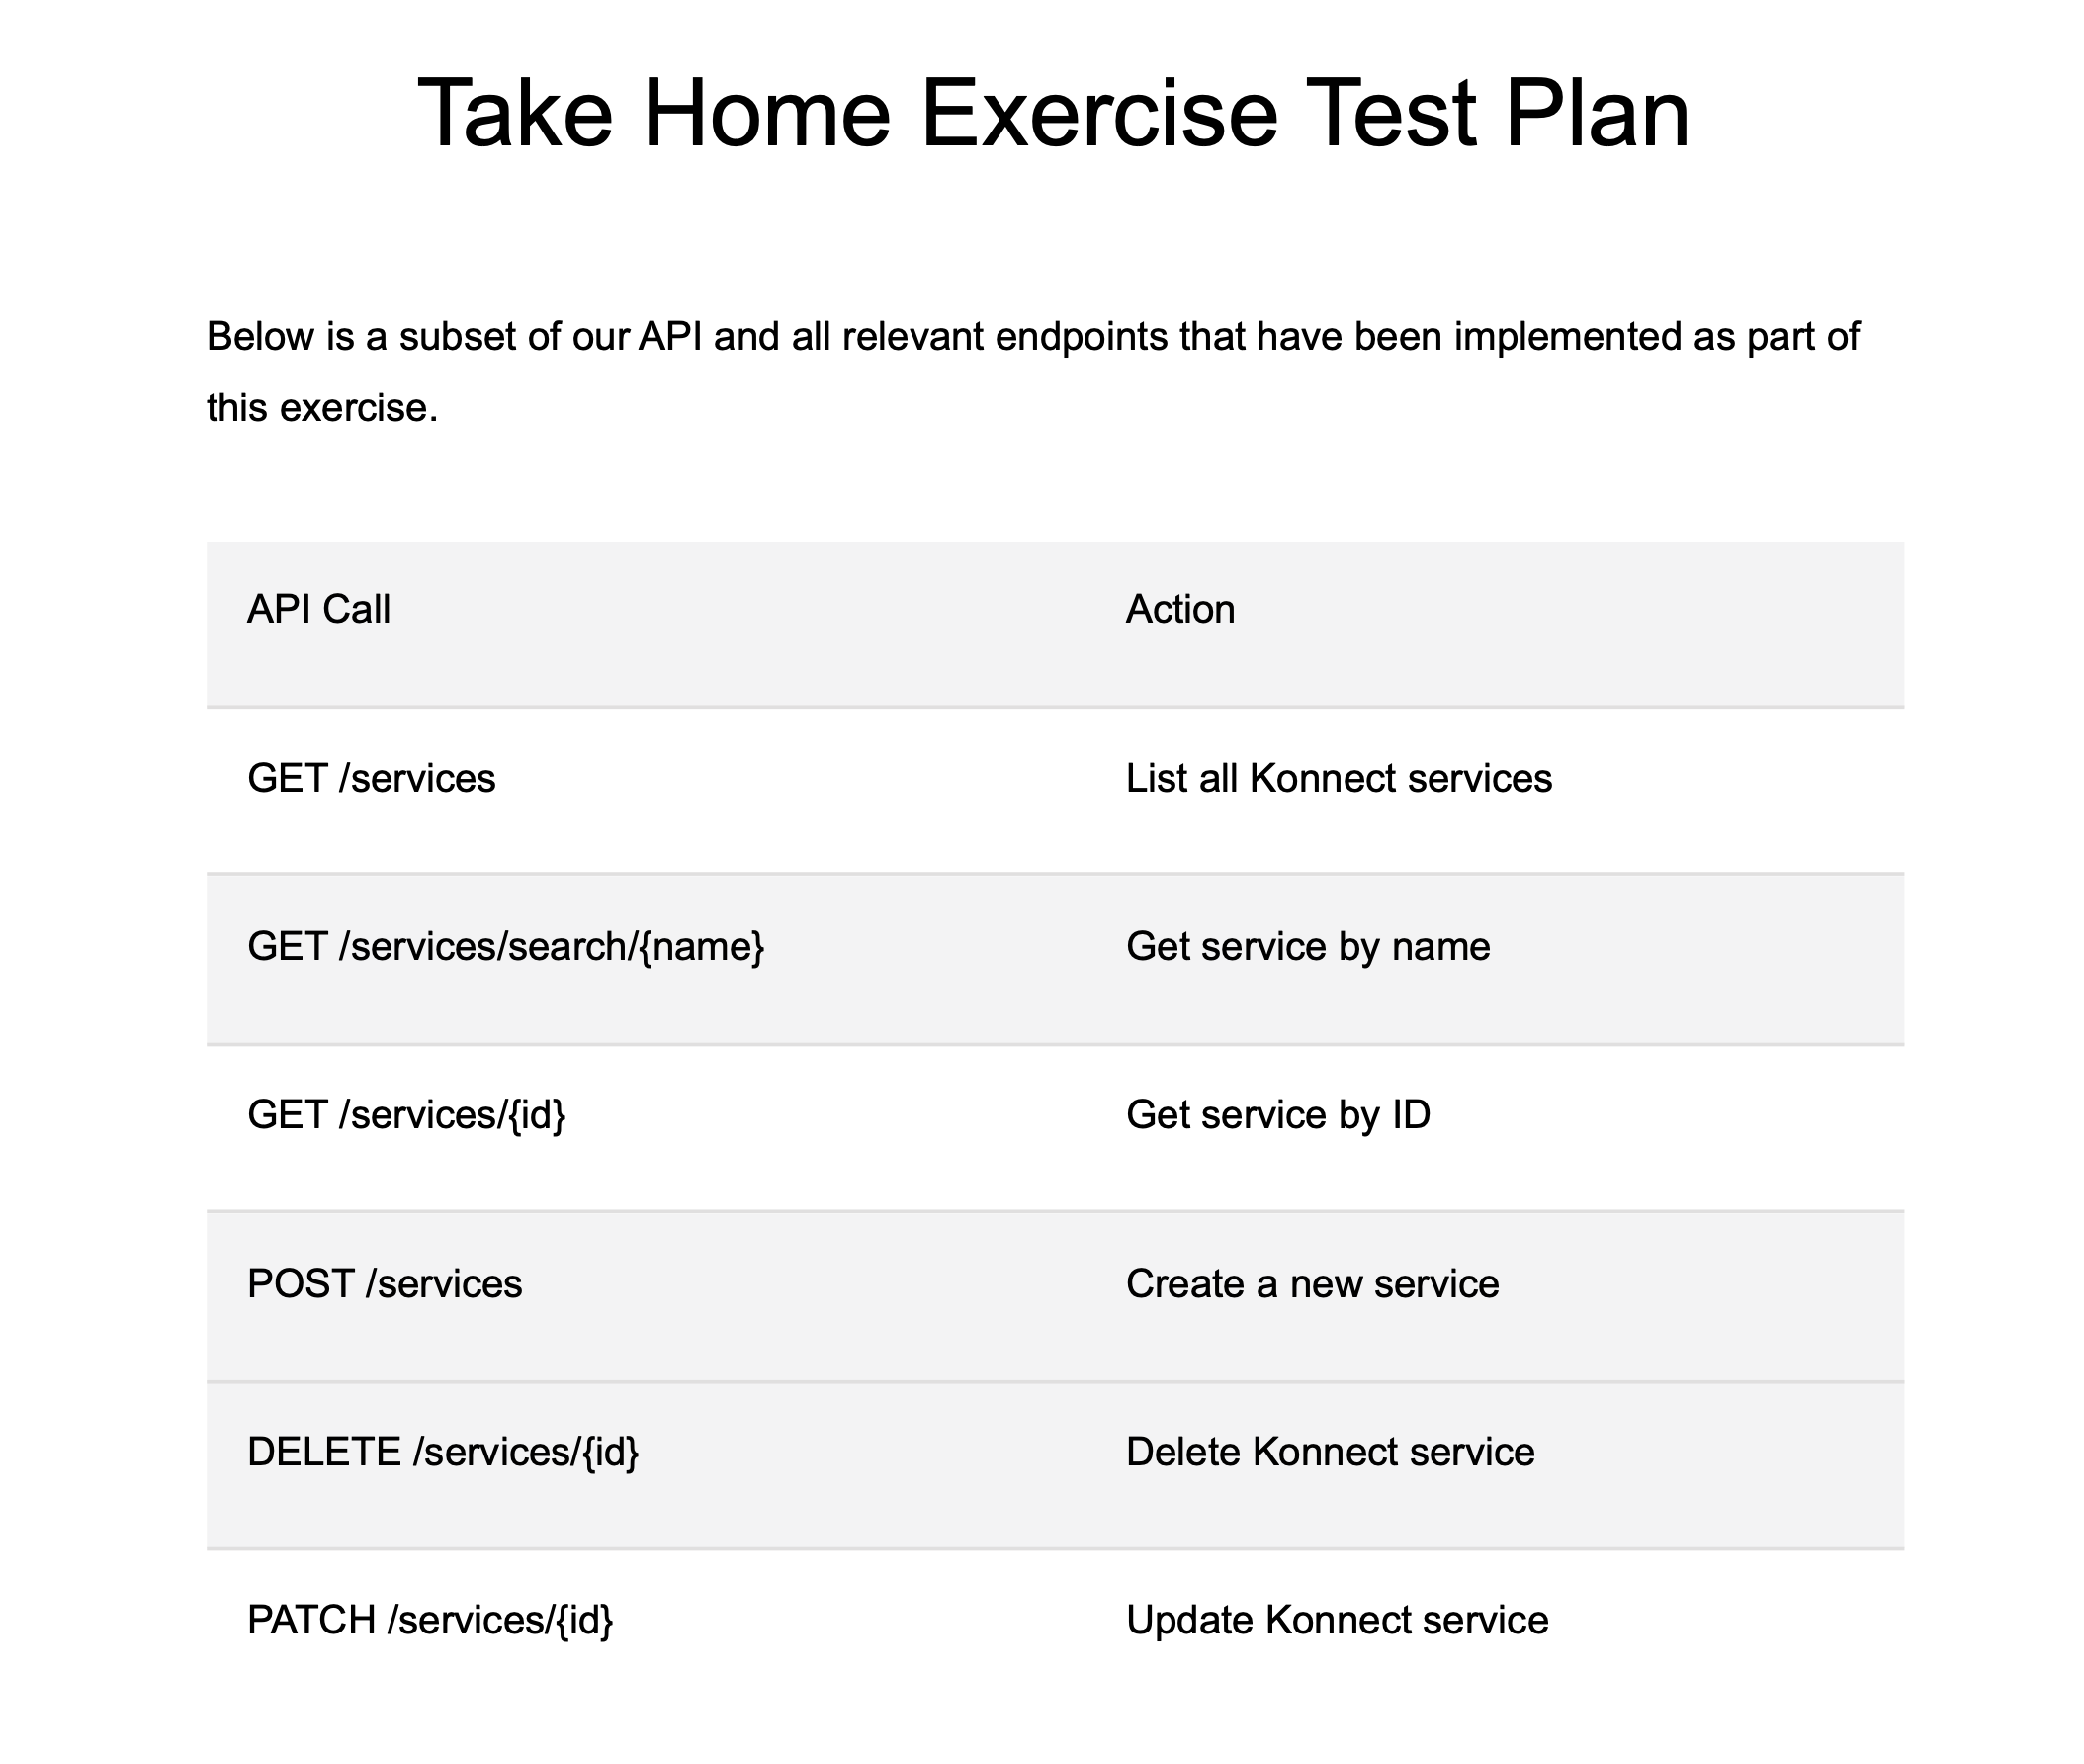 Take Home Exercise Test Plan
Below is a subset of our API and all relevant endpoints that have been implemented as part of
this exercise.
API Call Action
GET /services List all Konnect services
GET /services/search/{name} Get service by name
GET /services/{id} Get service by ID
POST /services Create a new service
DELETE /services/{id} Delete Konnect service
PATCH /services/{id} Update Konnect service